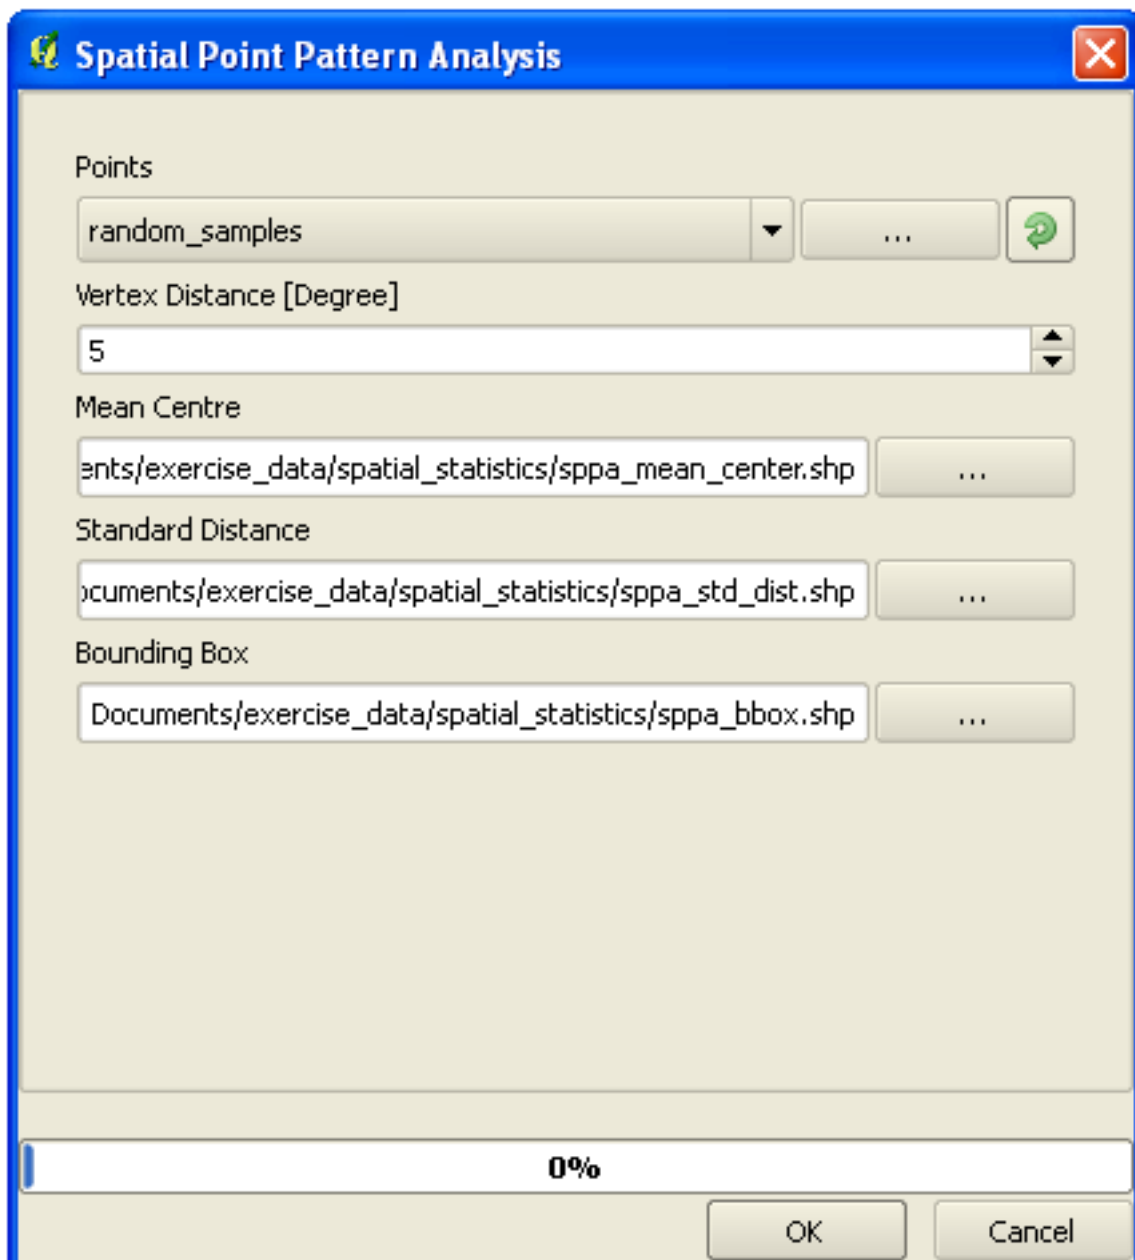 Spatial Point Pattern Analysis
Points
random_samples
...
Vertex Distance [Degree]
5
Mean Centre
ents/exercise_data/spatial_statistics/sppa_mean_center.shp
...
Standard Distance
ocuments/exercise_data/spatial_statistics/sppa_std_dist.shp
...
Bounding Box
Documents/exercise_data/spatial_statistics/sppa_bbox.shp
...
0%
OK
Cancel